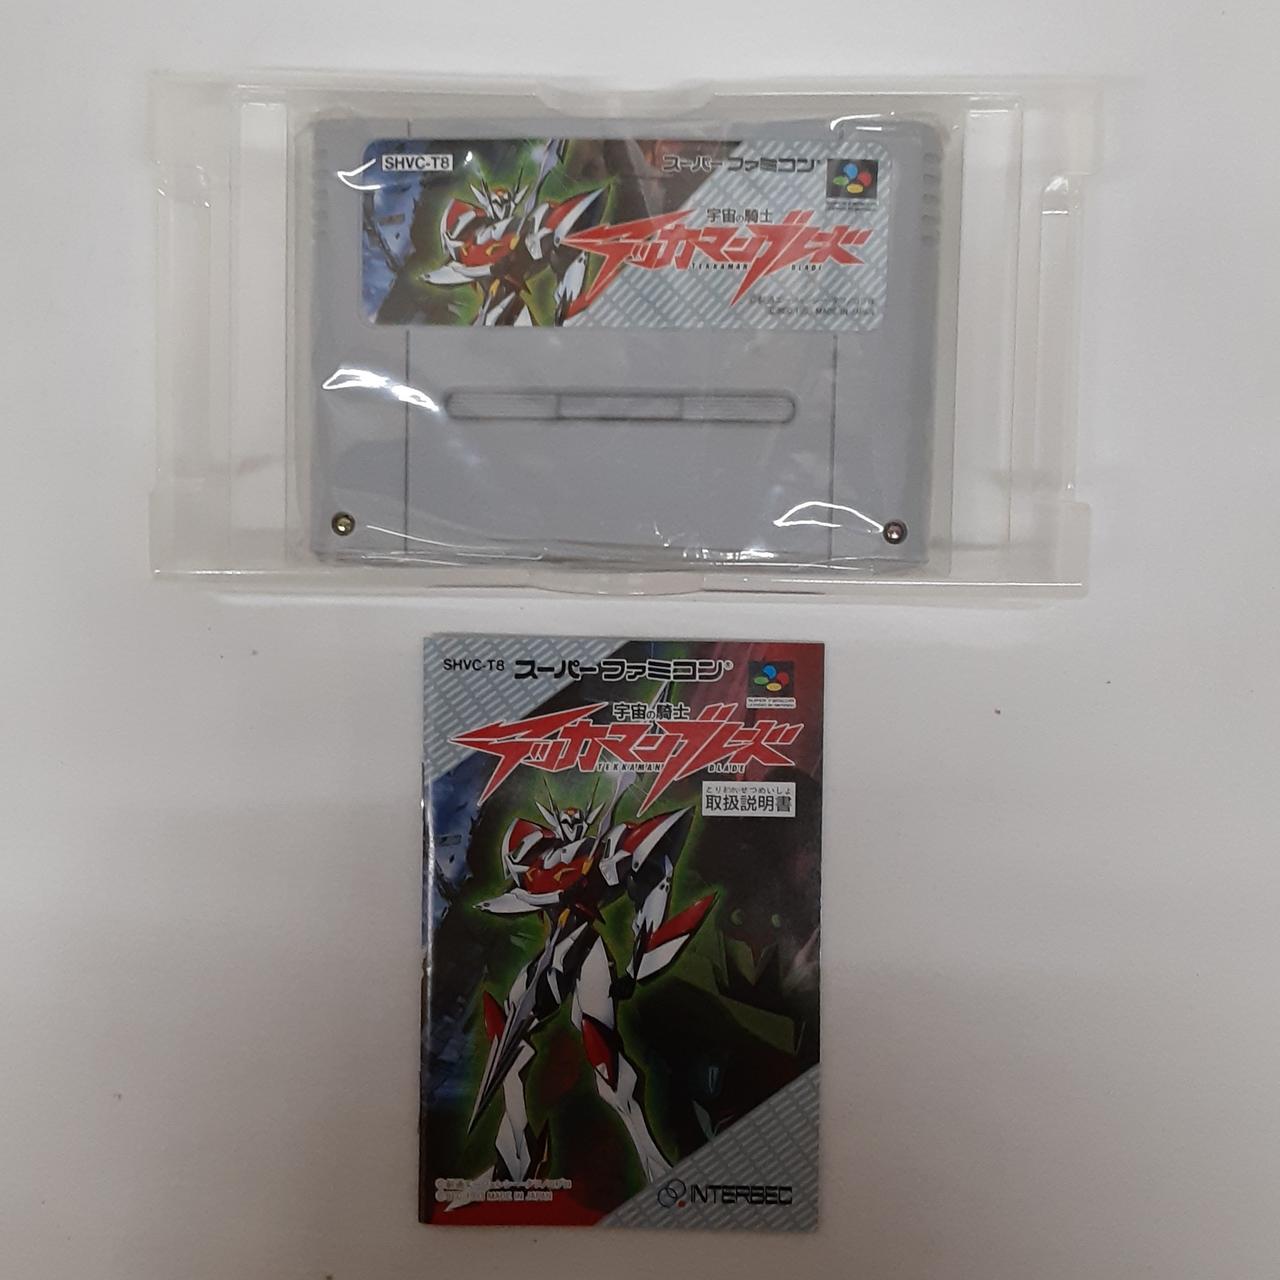 SHVC-T8
スーパーファミコン
宇宙の騎士
テッカマンブレード
TEKKAMAN BLADE
MADE IN JAPAN
SHVC-T8 スーパーファミコン®
宇宙の騎士
テッカマンブレード
TEKKAMAN BLADE
とりあつかいせつめいしょ
取扱説明書
MADE IN JAPAN
INTERBEC